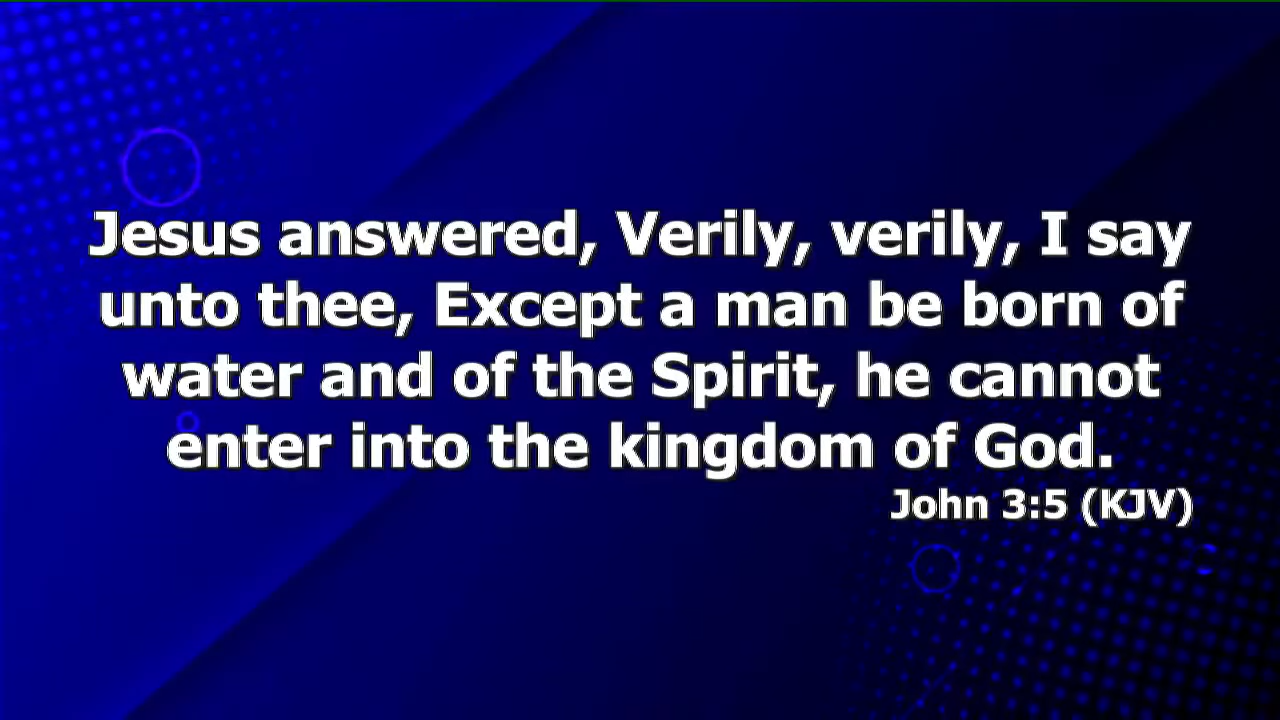 Jesus answered, Verily, verily, I say
unto thee, Except a man be born of
water and of the Spirit, he cannot
enter into the kingdom of God.
John 3:5 (KJV)